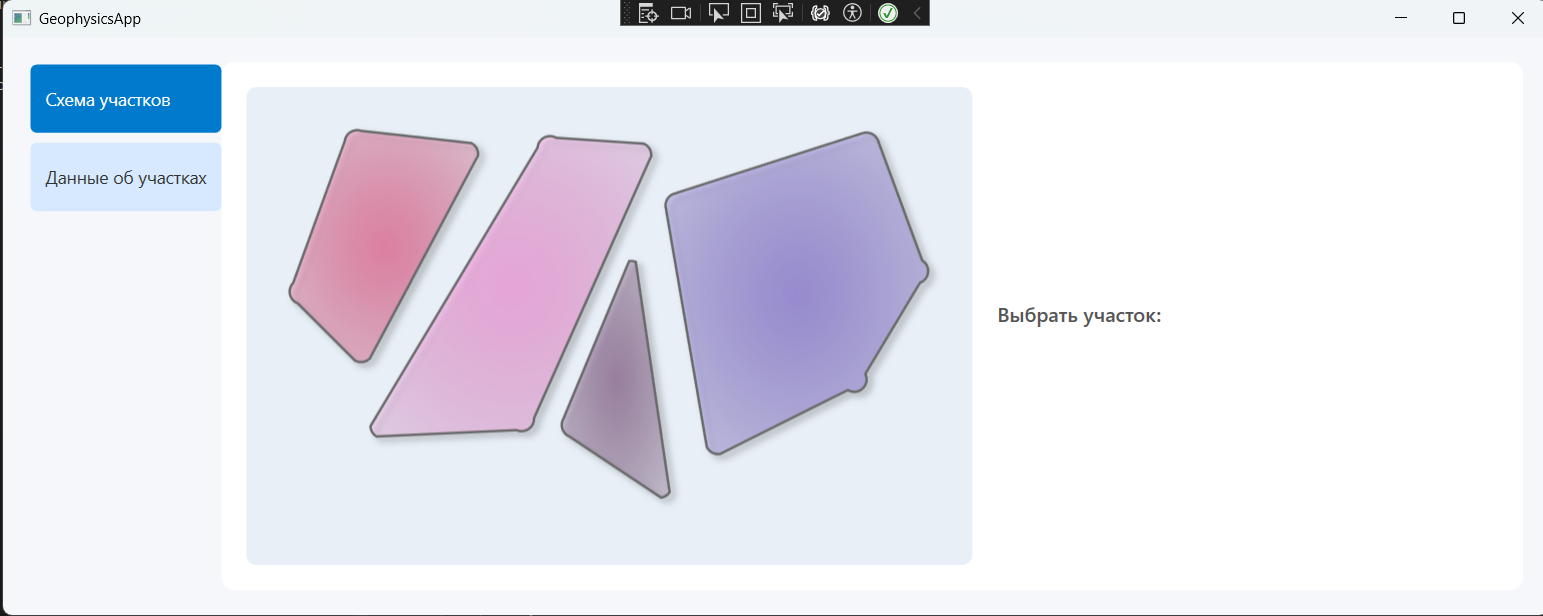 GeophysicsApp
Схема участков
Данные об участках
Выбрать участок: